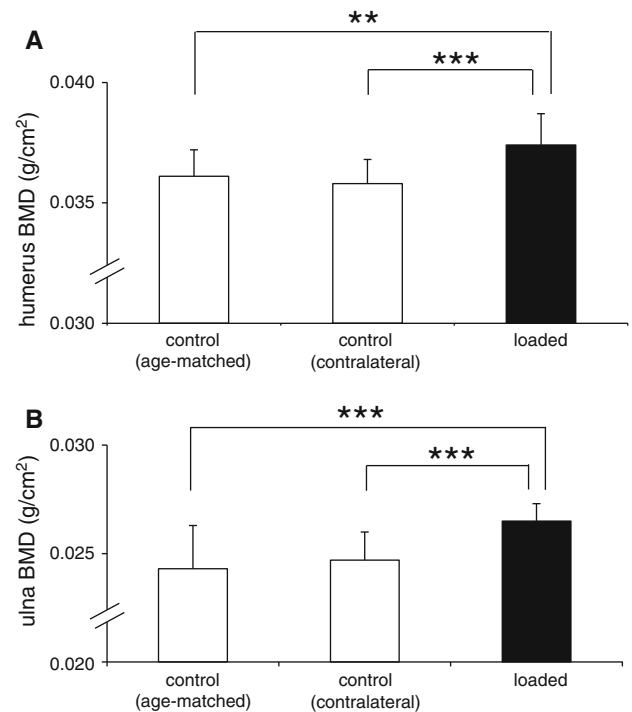 A
**
***
0.040
0.035
0.030
humerus BMD (g/cm²)
control
(age-matched)
control
(contralateral)
loaded
B
***
***
0.030
0.025
0.020
ulna BMD (g/cm²)
control
(age-matched)
control
(contralateral)
loaded